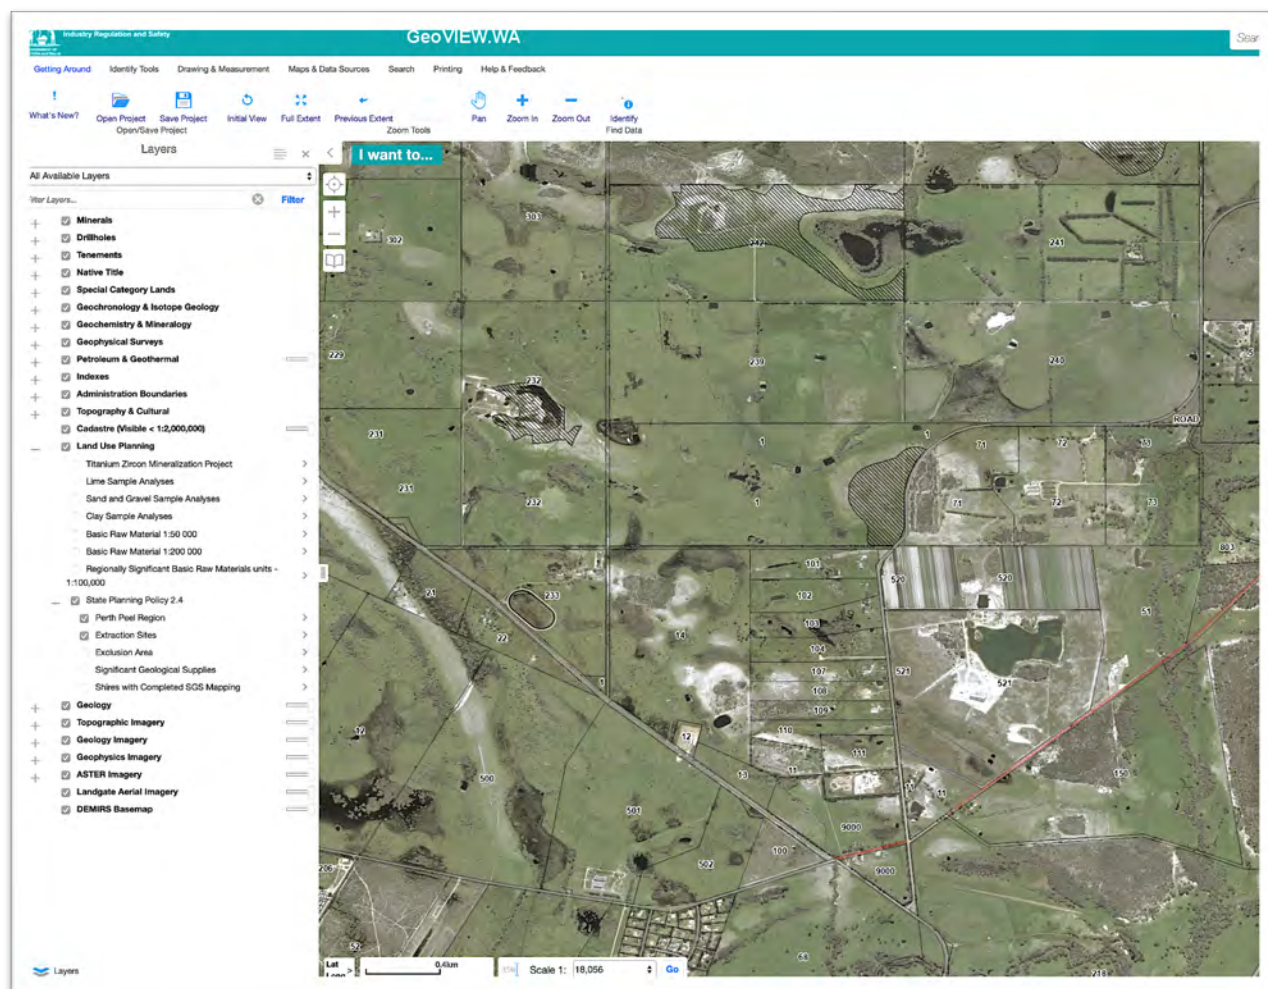 Industry Regulation and Safety
GeoVIEW.WA
Sear
Getting Around Identify Tools Drawing & Measurement Maps & Data Sources Search Printing Help & Feedback
What's New? Open Project Save Project Initial View Full Extent Previous Extent Pan Zoom In Zoom Out Identify
Open/Save Project Zoom Tools Find Data
Layers
I want to...
All Available Layers
Filter
Minerals
Drillholes
Tenements
Native Title
Special Category Lands
Geochronology & Isotope Geology
Geochemistry & Mineralogy
Geophysical Surveys
Petroleum & Geothermal
Indexes
Administration Boundaries
Topography & Cultural
Cadastre (Visible < 1:2,000,000)
Land Use Planning
Titanium Zircon Mineralization Project
Lime Sample Analyses
Sand and Gravel Sample Analyses
Clay Sample Analyses
Basic Raw Material 1:50 000
Basic Raw Material 1:200 000
Regionally Significant Basic Raw Materials units -
1:100,000
State Planning Policy 2.4
Perth Peel Region
Extraction Sites
Exclusion Area
Significant Geological Supplies
Shires with Completed SGS Mapping
Geology
Topographic Imagery
Geology Imagery
Geophysics Imagery
ASTER Imagery
Landgate Aerial Imagery
DEMIRS Basemap
Layers
303
302
242
241
229
239
240
232
5
ROAD
231
1
1
71
72
73
231
232
1
71
72
73
803
101
520
520
21
233
102
51
22
103
14
104
107
521
521
1
108
109
12
12
110
111
13
11
500
150
11
11
501
9000
100
502
9000
206
52
68
218
Lat
0.4km
Scale 1: 18,056 Go